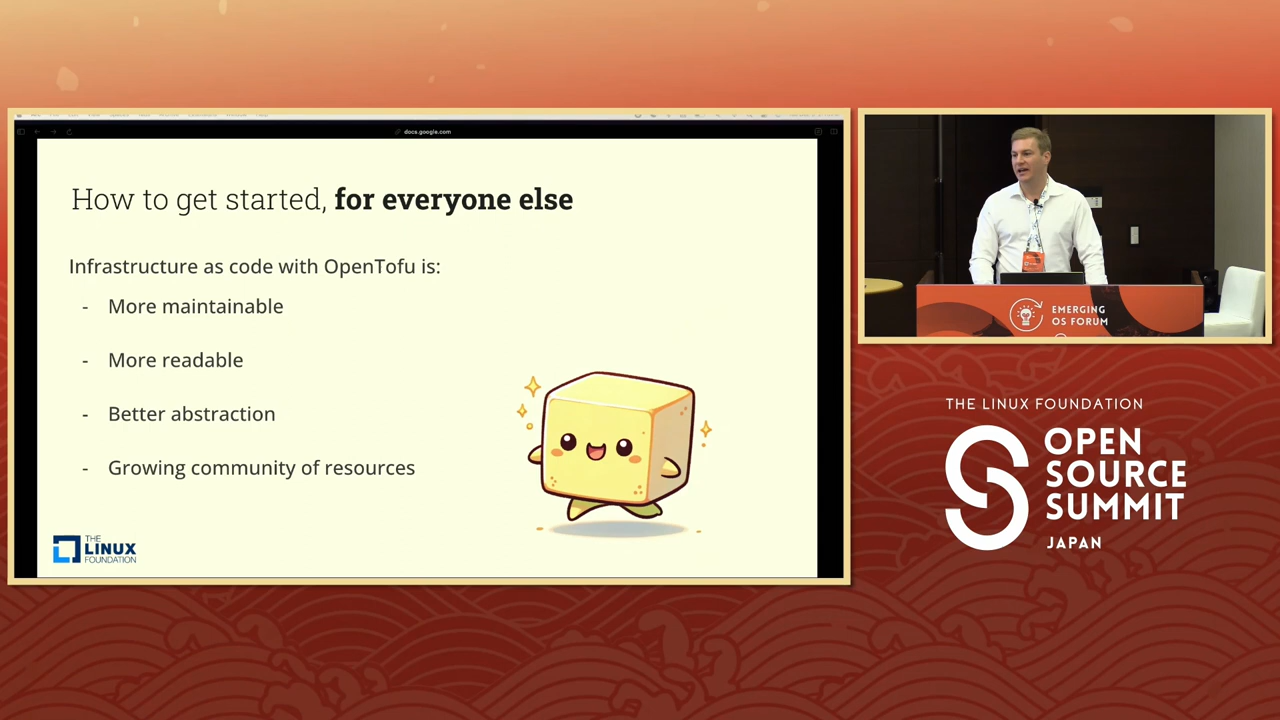 docs.google.com
How to get started, for everyone else
Infrastructure as code with OpenTofu is:
- More maintainable
- More readable
- Better abstraction
- Growing community of resources
THE
LINUX
FOUNDATION
EMERGING
OS FORUM
THE LINUX FOUNDATION
OPEN
SOURCE
SUMMIT
JAPAN